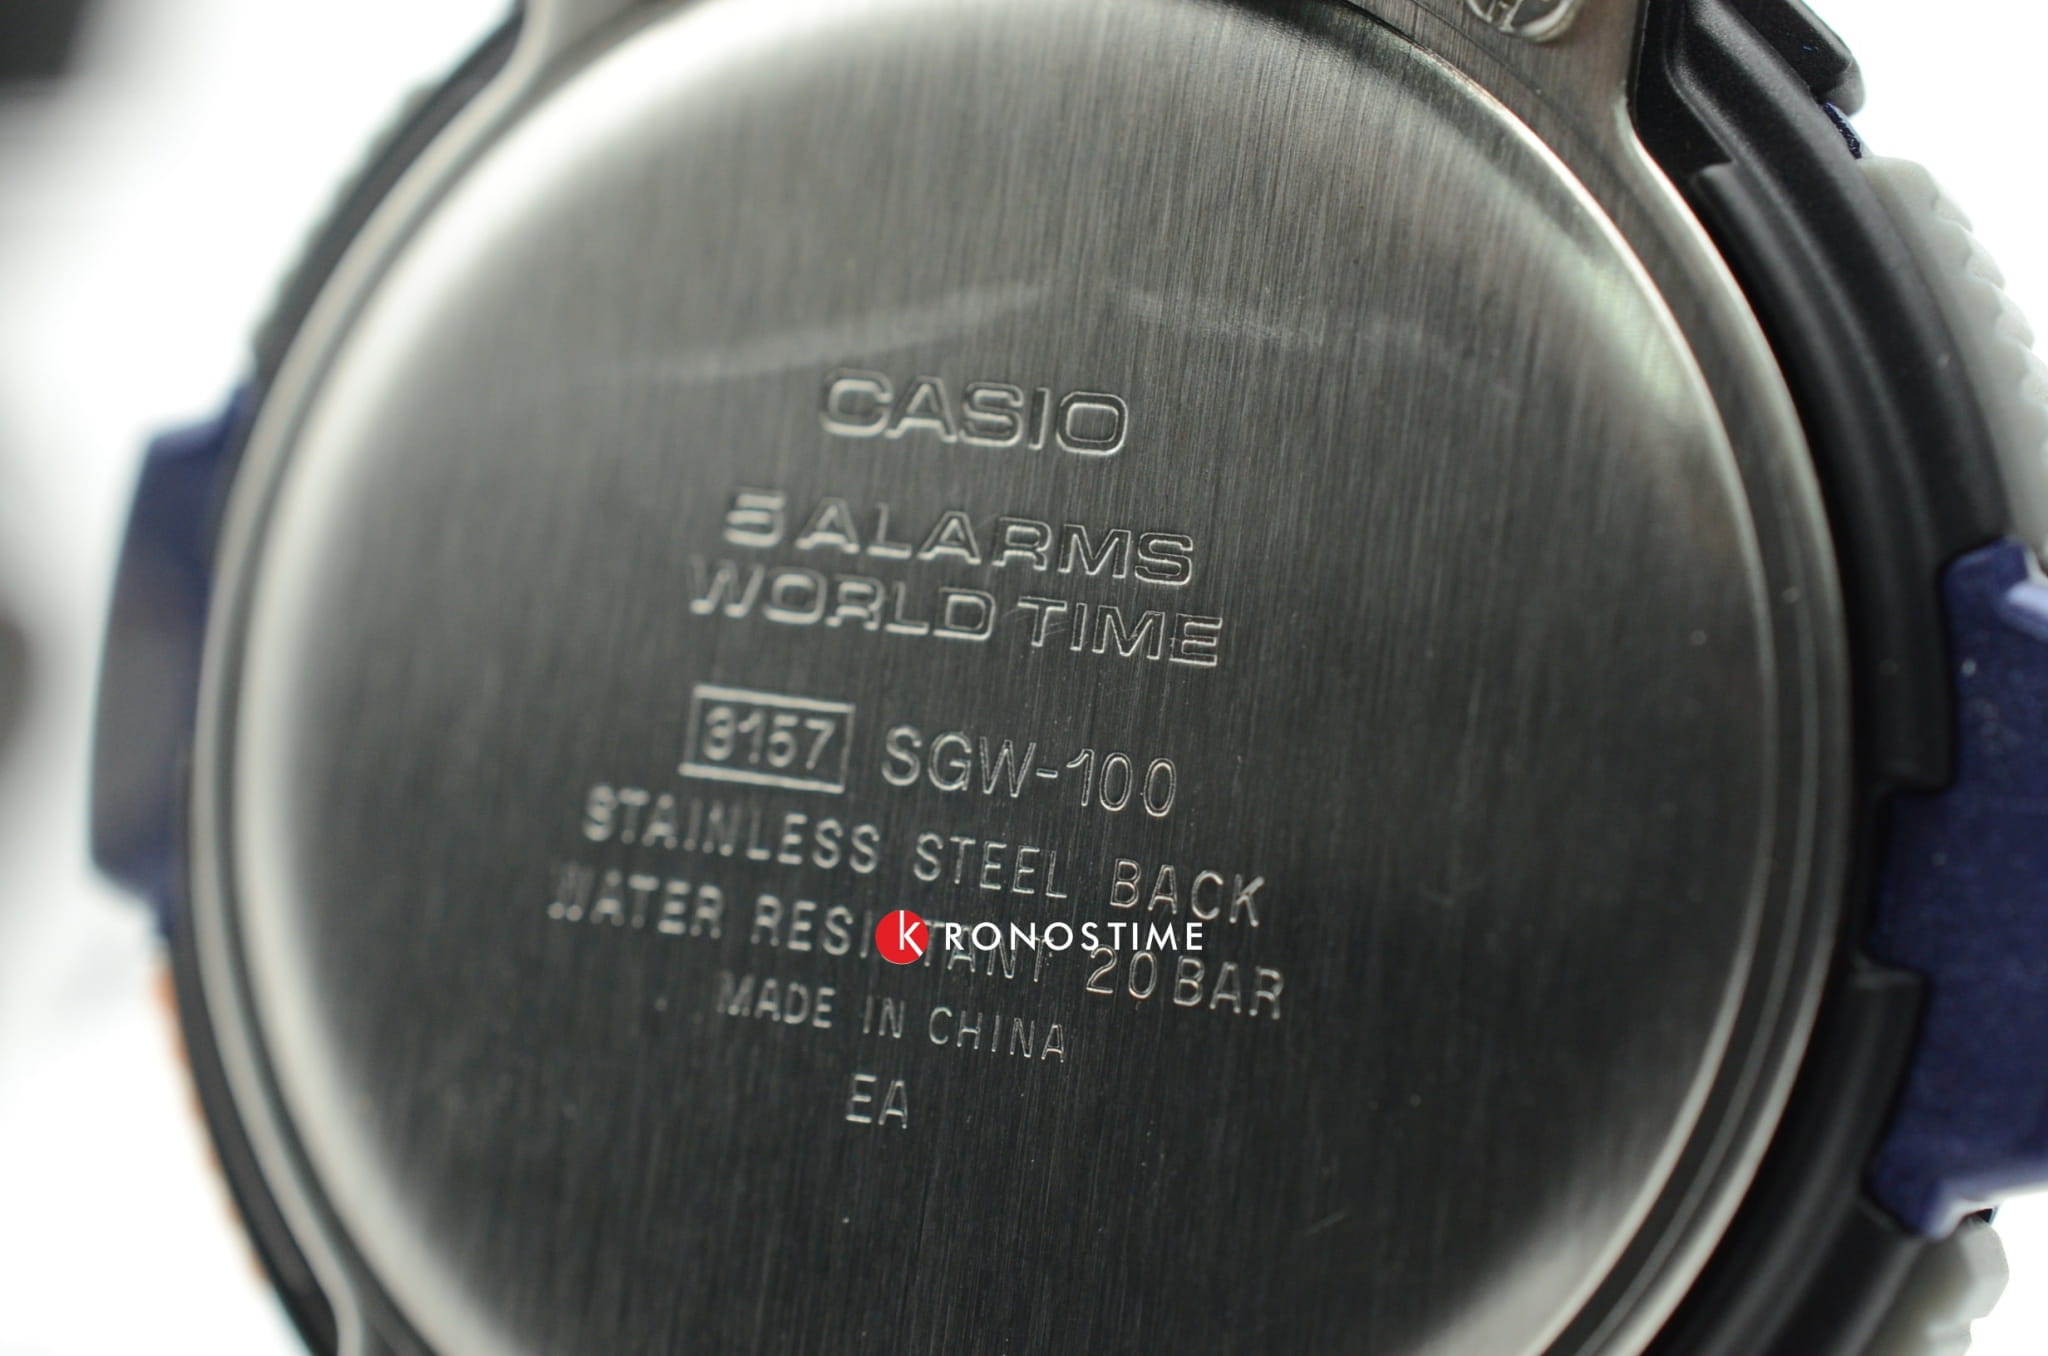 CASIO
5 ALARMS
WORLD TIME
3157 SGW-100
STAINLESS STEEL BACK
WATER RESISTANT 20BAR
KRONOSTIME
MADE IN CHINA
EA